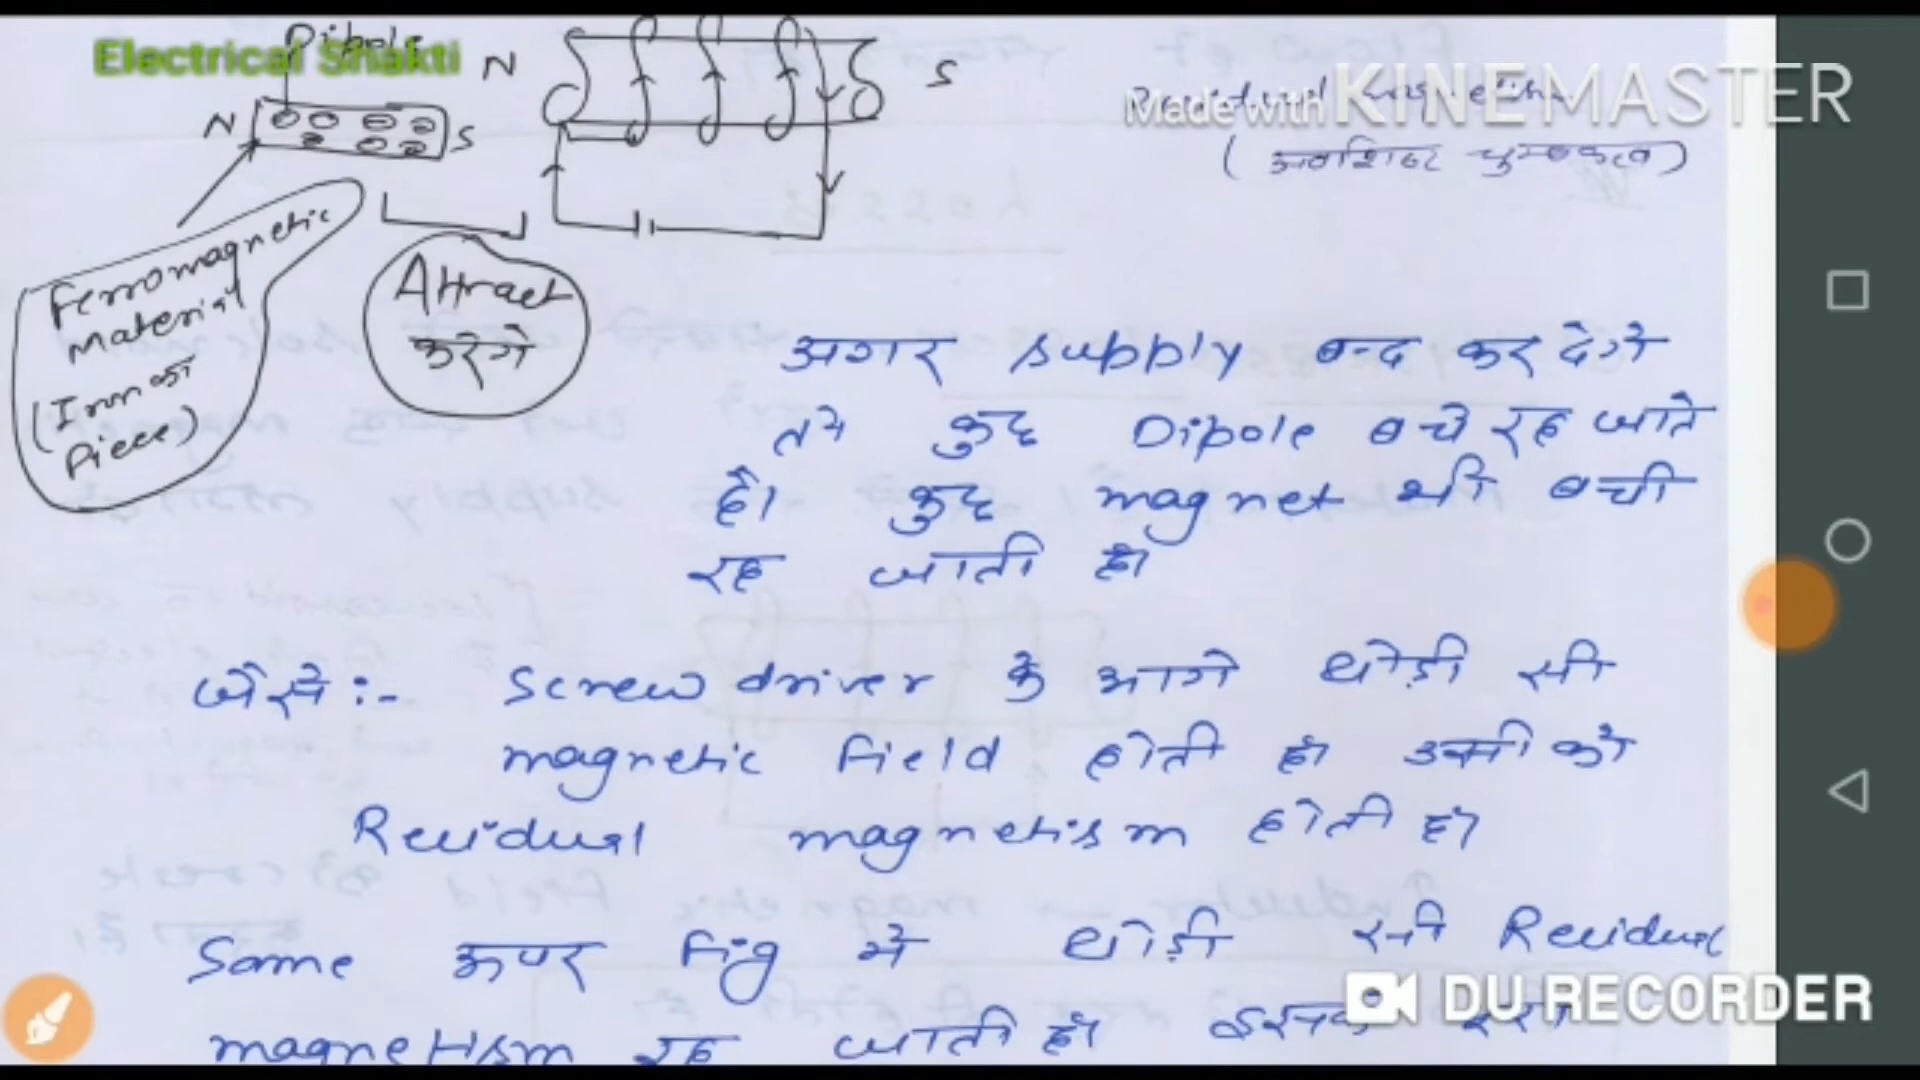 Dipole
Electrical Shakti
N
S
N
S
Made with KINEMASTER
Residual magnetism
(अवशिष्ट चुम्बकत्व)
Ferromagnetic
Material
(Iron का
Piece)
Attract
करेंगे
अगर supply बन्द कर देगे
तो कुछ Dipole बचे रह जाते
है। कुछ magnet भी बची
रह जाती है।
जैसे:- Screw driver के आगे थोड़ी सी
magnetic field होती है। उसी को
Residual magnetism होती है।
Same ऊपर fig मे थोड़ी सी Residual
DU RECORDER
magnetism रह जाती है।